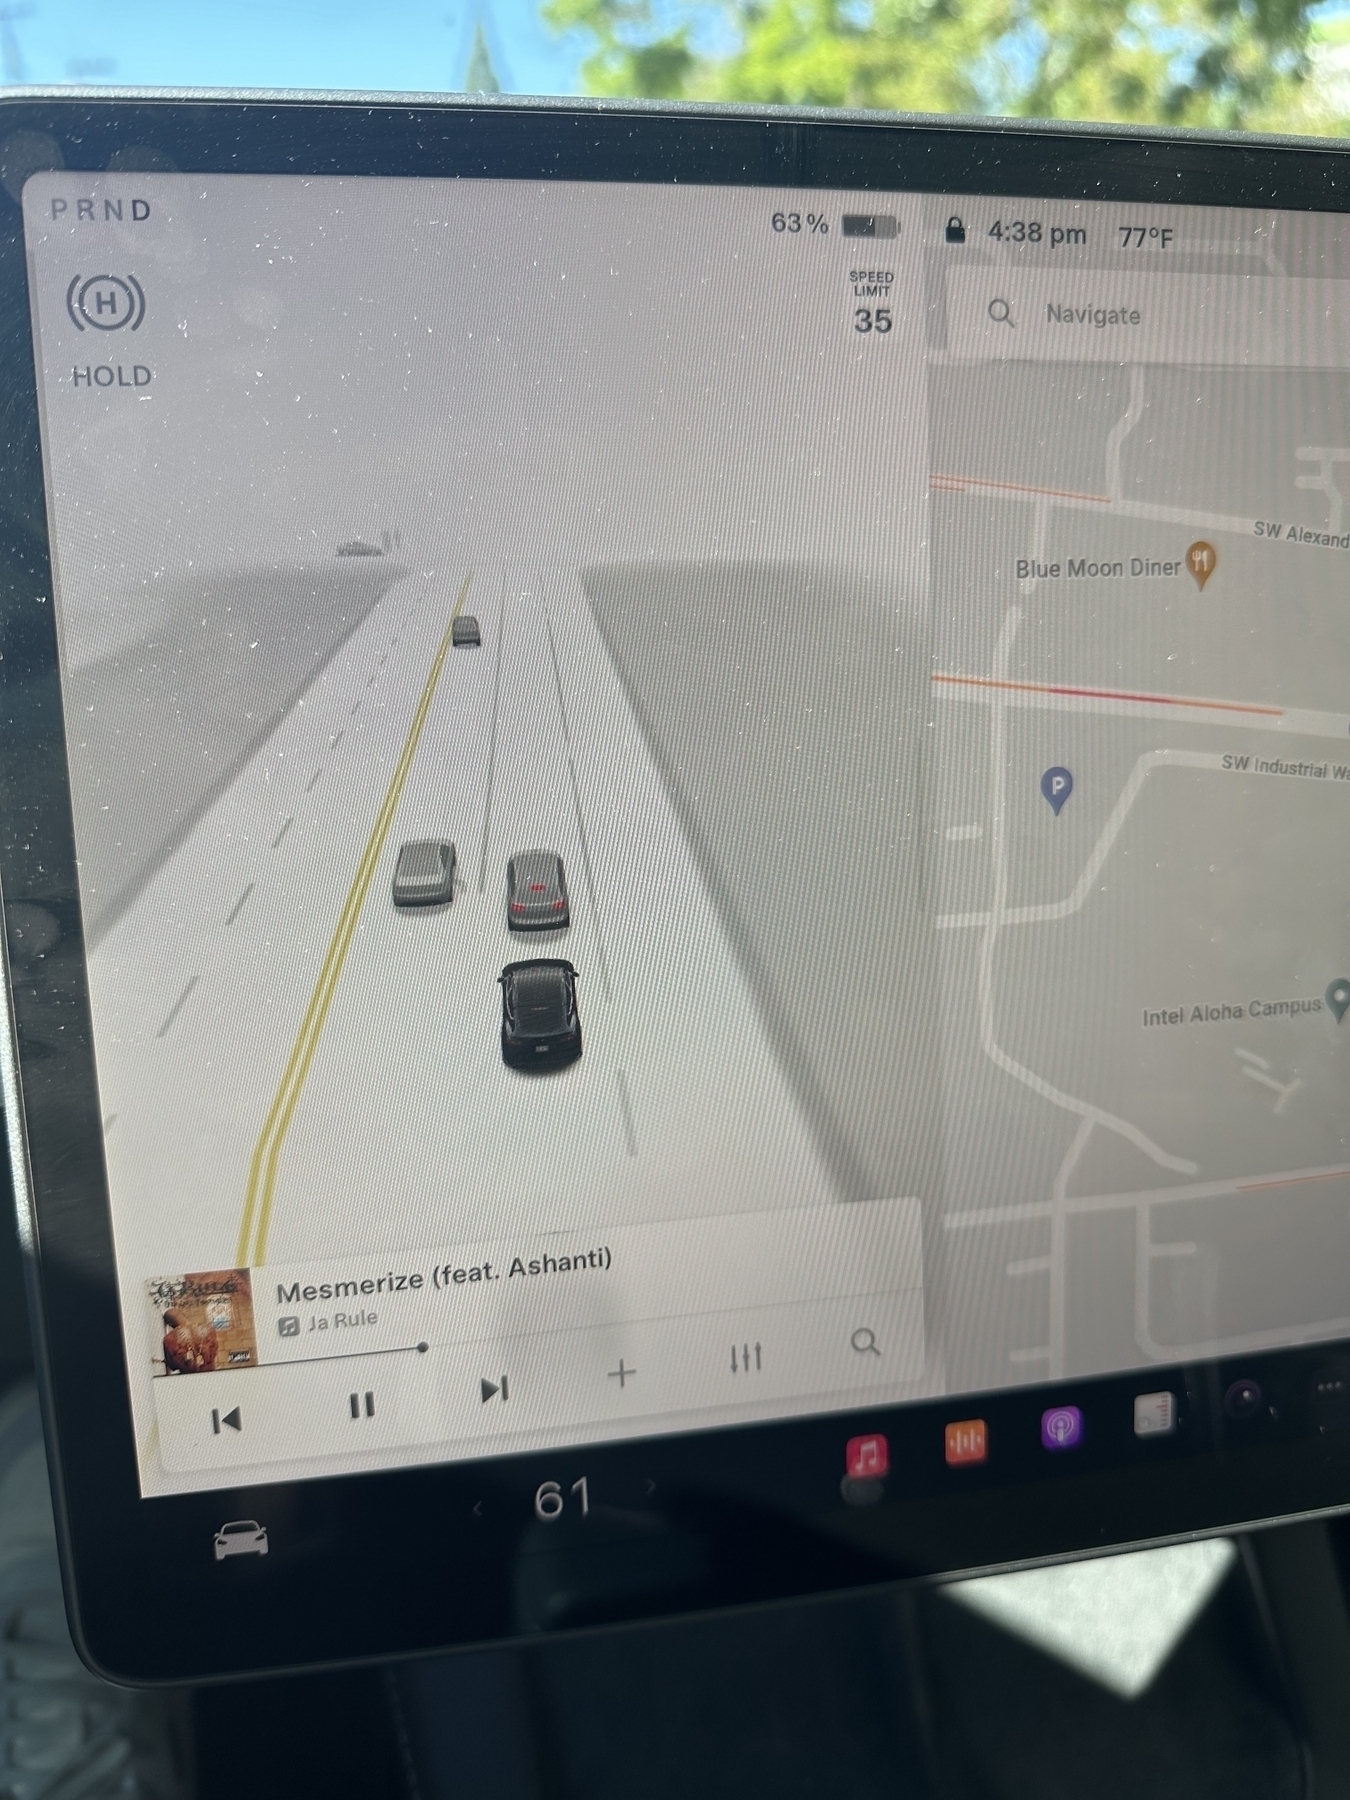 PRND
HOLD
63%
SPEED
LIMIT
35
4:38 pm
77°F
Navigate
SW Alexand
Blue Moon Diner
SW Industrial Wa
P
Intel Aloha Campus
Mesmerize (feat. Ashanti)
Ja Rule
61
H